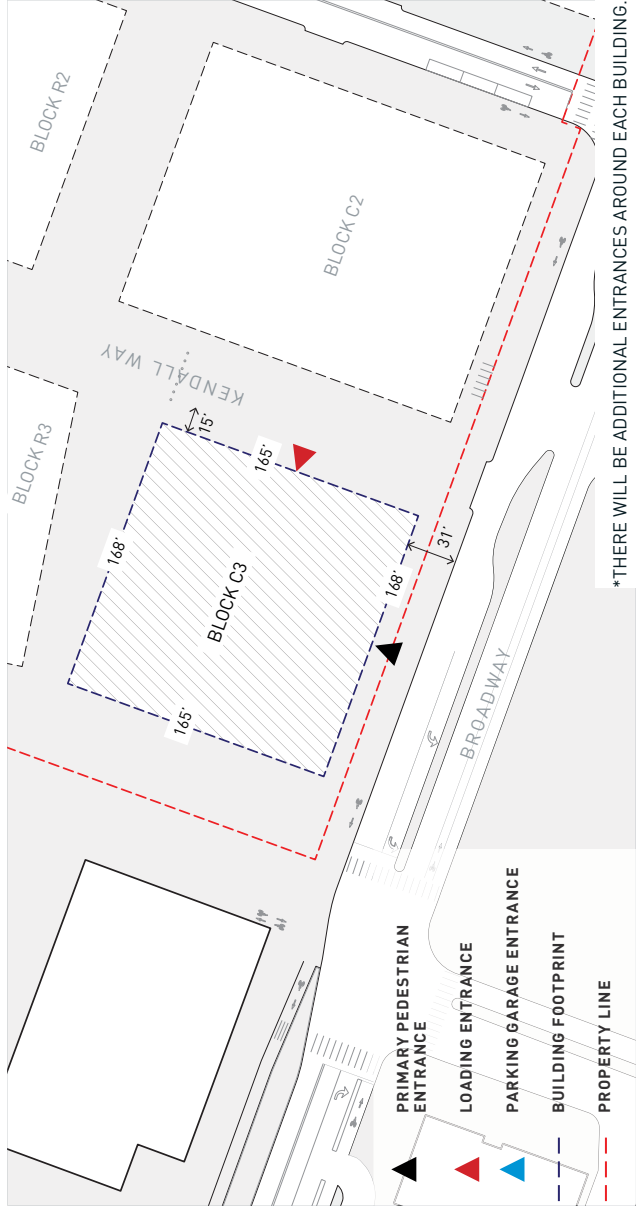 BLOCK R2
BLOCK C2
KENDALL WAY
BLOCK R3
15'
165'
168'
BLOCK C3
168'
31'
165'
BROADWAY
PRIMARY PEDESTRIAN
ENTRANCE
LOADING ENTRANCE
PARKING GARAGE ENTRANCE
BUILDING FOOTPRINT
PROPERTY LINE
*THERE WILL BE ADDITIONAL ENTRANCES AROUND EACH BUILDING.